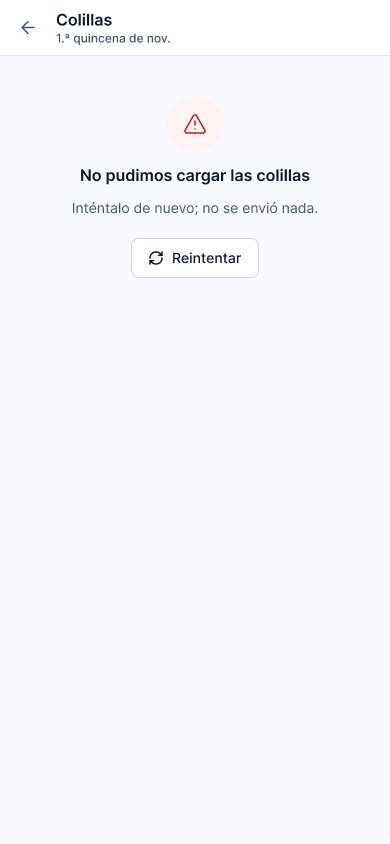 Colillas
1.ª quincena de nov.
No pudimos cargar las colillas
Inténtalo de nuevo; no se envió nada.
Reintentar